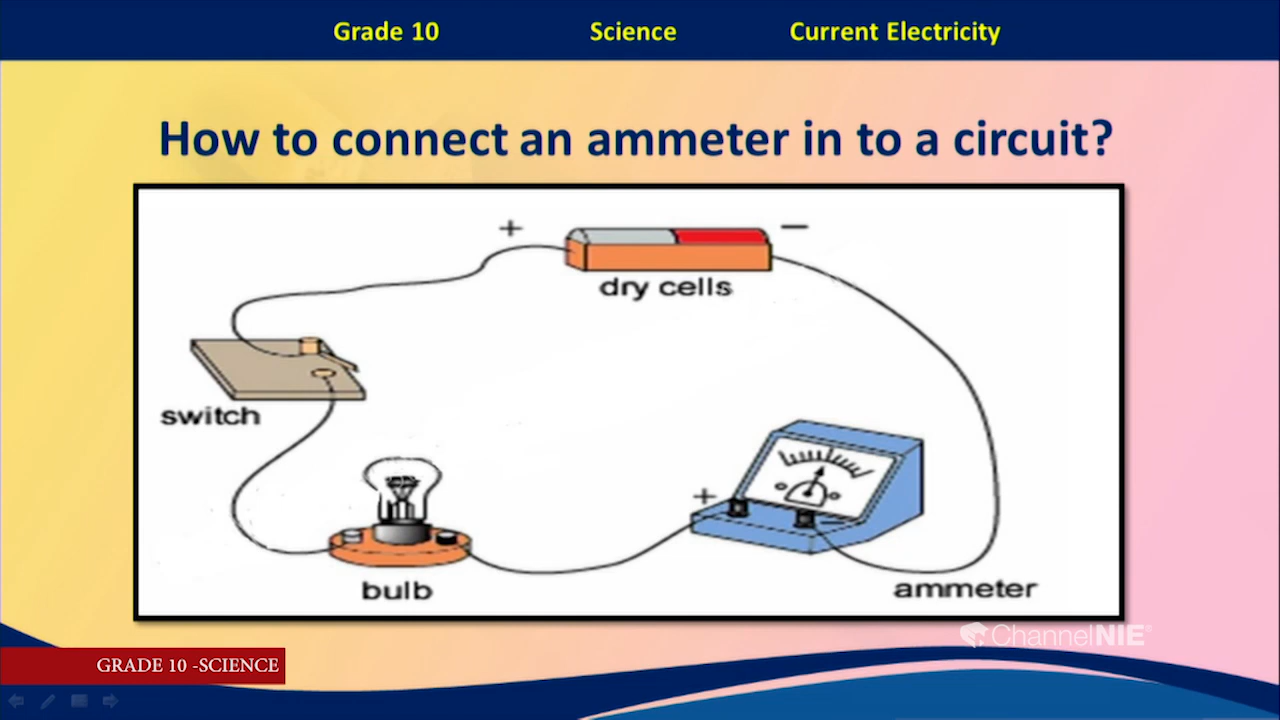 Grade 10 Science Current Electricity
How to connect an ammeter in to a circuit?
+ −
dry cells
switch
+
−
bulb
ammeter
ChannelNIE®
GRADE 10 -SCIENCE